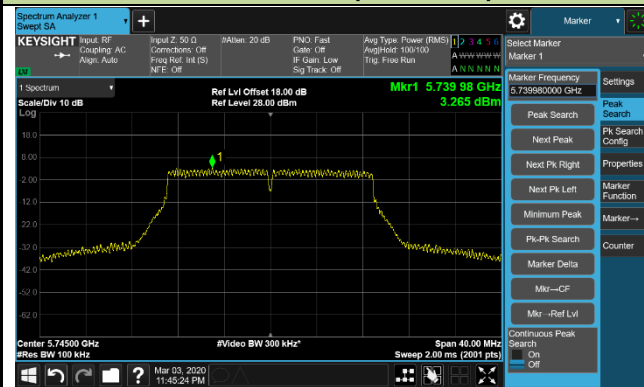 Spectrum Analyzer 1
Swept SA
Marker
KEYSIGHT
Input: RF
Coupling: AC
Align: Auto
Input Z: 50 Ω
Corrections: Off
Freq Ref: Int (S)
NFE: Off
#Atten: 20 dB
PNO: Fast
Gate: Off
IF Gain: Low
Sig Track: Off
Avg Type: Power (RMS)
Avg|Hold: 100/100
Trig: Free Run
1 2 3 4 5 6
A W W W W W
A N N N N N
LXI
Select Marker
Marker 1
1 Spectrum
Scale/Div 10 dB
Log
Ref Lvl Offset 18.00 dB
Ref Level 28.00 dBm
Mkr1 5.739 98 GHz
3.265 dBm
18.0
8.00
-2.00
-12.0
-22.0
-32.0
-42.0
-52.0
-62.0
1
Center 5.74500 GHz
#Res BW 100 kHz
#Video BW 300 kHz*
Span 40.00 MHz
Sweep 2.00 ms (2001 pts)
Marker Frequency
5.739980000 GHz
Peak Search
Next Peak
Next Pk Right
Next Pk Left
Minimum Peak
Pk-Pk Search
Marker Delta
Mkr→CF
Mkr→Ref Lvl
Continuous Peak
Search
On
Off
Settings
Peak
Search
Pk Search
Config
Properties
Marker
Function
Marker→
Counter
?
Mar 03, 2020
11:45:24 PM